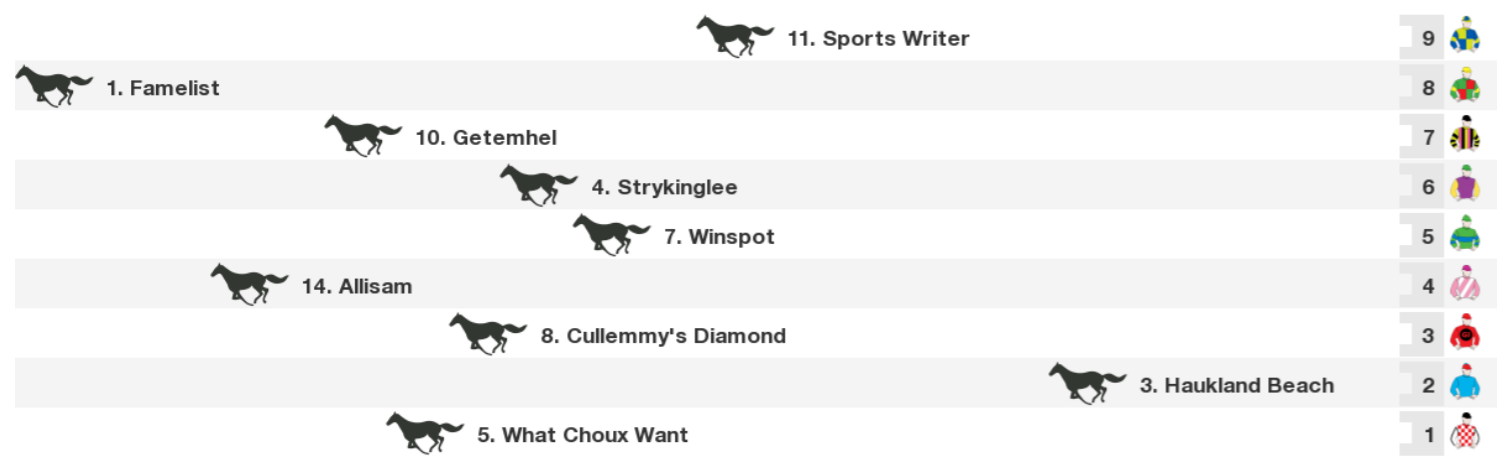 11. Sports Writer 9
1. Famelist 8
10. Getemhel 7
4. Strykinglee 6
7. Winspot 5
14. Allisam 4
8. Cullemmy's Diamond 3
3. Haukland Beach 2
5. What Choux Want 1